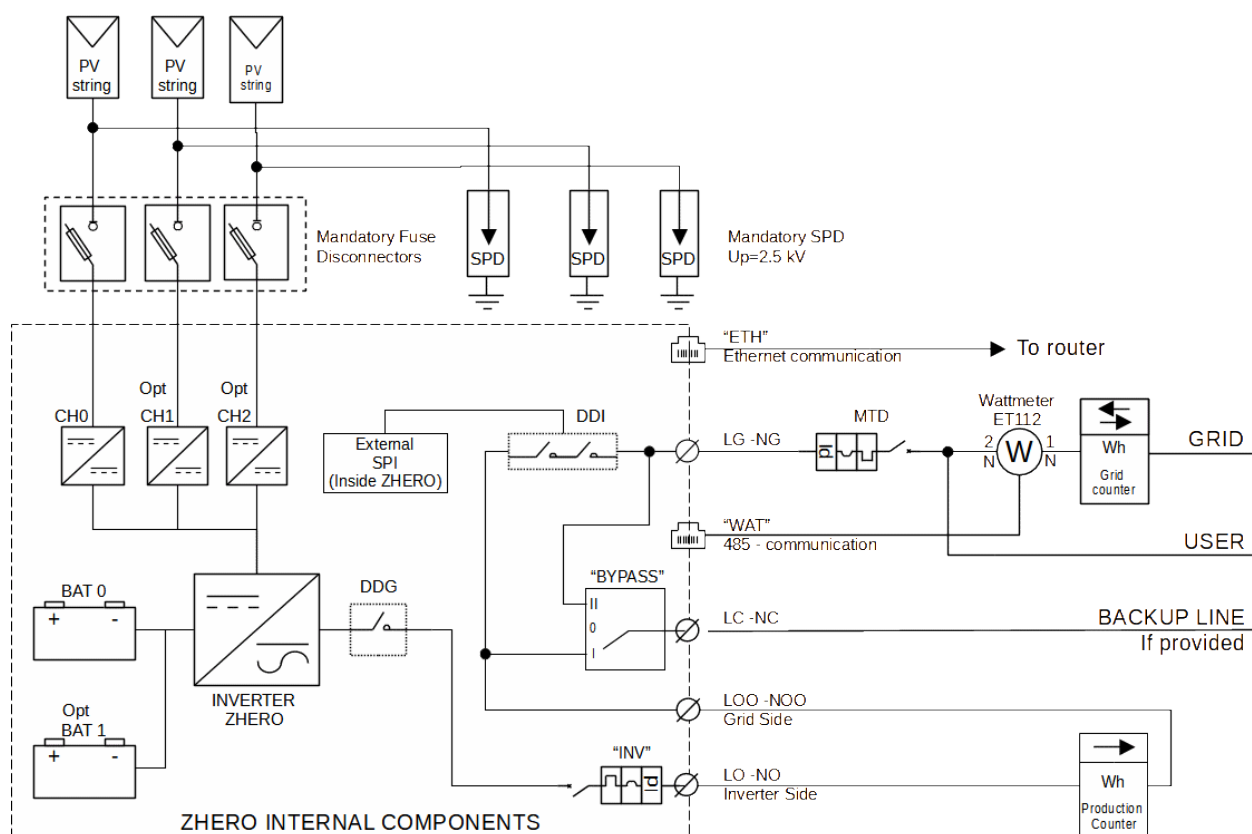 PV
string
PV
string
PV
string
Mandatory Fuse
Disconnectors
SPD
SPD
SPD
Mandatory SPD
Up=2.5 kV
"ETH"
Ethernet communication
To router
Opt
Opt
CH0
CH1
CH2
DDI
External
SPI
(Inside ZHERO)
LG -NG
MTD
Id
Wattmeter
ET112
2
N
W
1
N
Wh
Grid
counter
GRID
"WAT"
485 - communication
USER
BAT 0
+ -
DDG
"BYPASS"
II
0
I
LC -NC
BACKUP LINE
If provided
INVERTER
ZHERO
Opt
BAT 1
+ -
LOO -NOO
Grid Side
"INV"
Id
LO -NO
Inverter Side
Wh
Production
Counter
ZHERO INTERNAL COMPONENTS